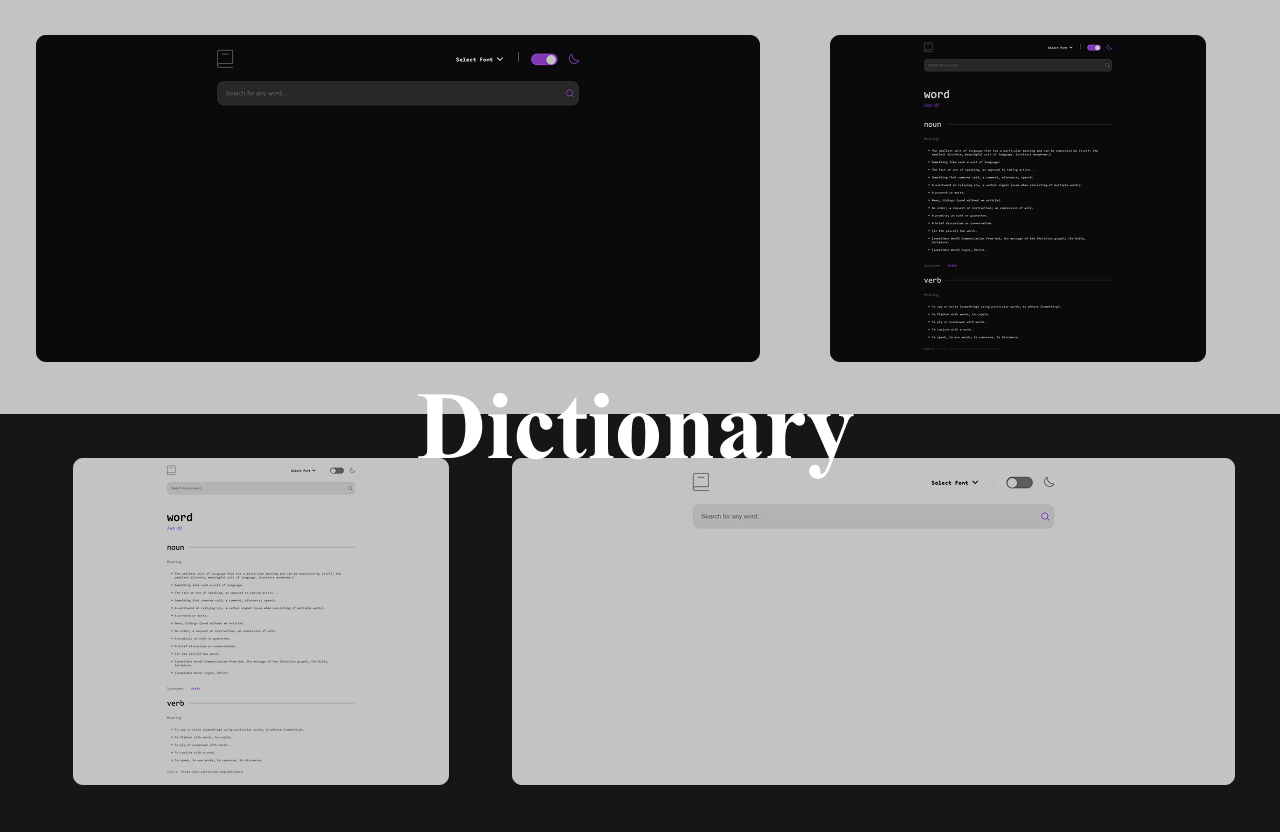 Select Font
Search for any word...
Select Font
Search for any word...
word
/wɜːd/
noun
Meaning
• The smallest unit of language that has a particular meaning and can be expressed by itself; the
smallest discrete, meaningful unit of language. (contrast morpheme.)
• Something like such a unit of language:
• The fact or act of speaking, as opposed to taking action. .
• Something that someone said; a comment, utterance; speech.
• A watchword or rallying cry, a verbal signal (even when consisting of multiple words).
• A proverb or motto.
• News; tidings (used without an article).
• An order; a request or instruction; an expression of will.
• A promise; an oath or guarantee.
• A brief discussion or conversation.
• (in the plural) See words.
• (sometimes Word) Communication from God; the message of the Christian gospel; the Bible,
Scripture.
• (sometimes Word) Logos, Christ.
Synonyms
verb
Meaning
• To say or write (something) using particular words; to phrase (something).
• To flatter with words, to cajole.
• To ply or overpower with words.
• To conjure with a word.
• To speak, to use words; to converse, to discourse.
Source
Dictionary
Select Font
Search for any word...
word
/wɜːd/
noun
Meaning
• The smallest unit of language that has a particular meaning and can be expressed by itself; the
smallest discrete, meaningful unit of language. (contrast morpheme.)
• Something like such a unit of language:
• The fact or act of speaking, as opposed to taking action. .
• Something that someone said; a comment, utterance; speech.
• A watchword or rallying cry, a verbal signal (even when consisting of multiple words).
• A proverb or motto.
• News; tidings (used without an article).
• An order; a request or instruction; an expression of will.
• A promise; an oath or guarantee.
• A brief discussion or conversation.
• (in the plural) See words.
• (sometimes Word) Communication from God; the message of the Christian gospel; the Bible,
Scripture.
• (sometimes Word) Logos, Christ.
Synonyms
verb
Meaning
• To say or write (something) using particular words; to phrase (something).
• To flatter with words, to cajole.
• To ply or overpower with words.
• To conjure with a word.
• To speak, to use words; to converse, to discourse.
Source https://en.wiktionary.org/wiki/word
Select Font
Search for any word...